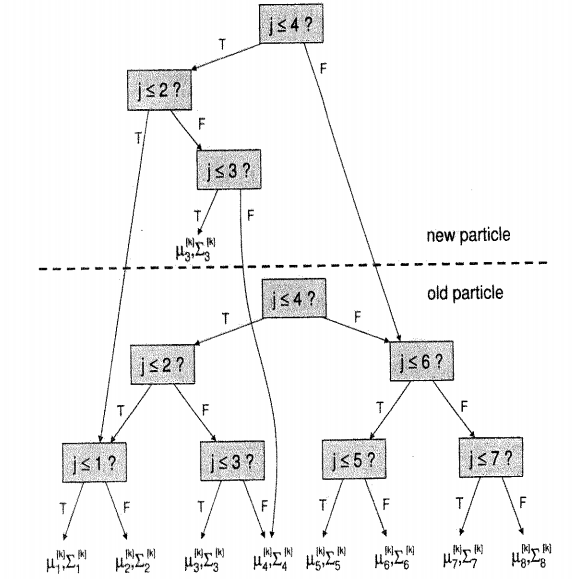 j ≤ 4 ?
T
F
j ≤ 2 ?
T
F
j ≤ 3 ?
T
F
μ₃^[k],Σ₃^[k]
new particle
old particle
j ≤ 4 ?
T
F
j ≤ 2 ?
j ≤ 6 ?
T
F
T
F
j ≤ 1 ?
j ≤ 3 ?
j ≤ 5 ?
j ≤ 7 ?
T
F
T
F
T
F
T
F
μ₁^[k],Σ₁^[k]
μ₂^[k],Σ₂^[k]
μ₃^[k],Σ₃^[k]
μ₄^[k],Σ₄^[k]
μ₅^[k],Σ₅^[k]
μ₆^[k],Σ₆^[k]
μ₇^[k],Σ₇^[k]
μ₈^[k],Σ₈^[k]